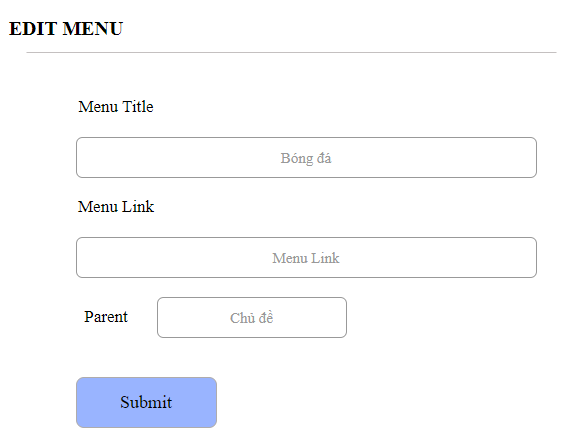 EDIT MENU
Menu Title
Bóng đá
Menu Link
Menu Link
Parent
Chủ đề
Submit